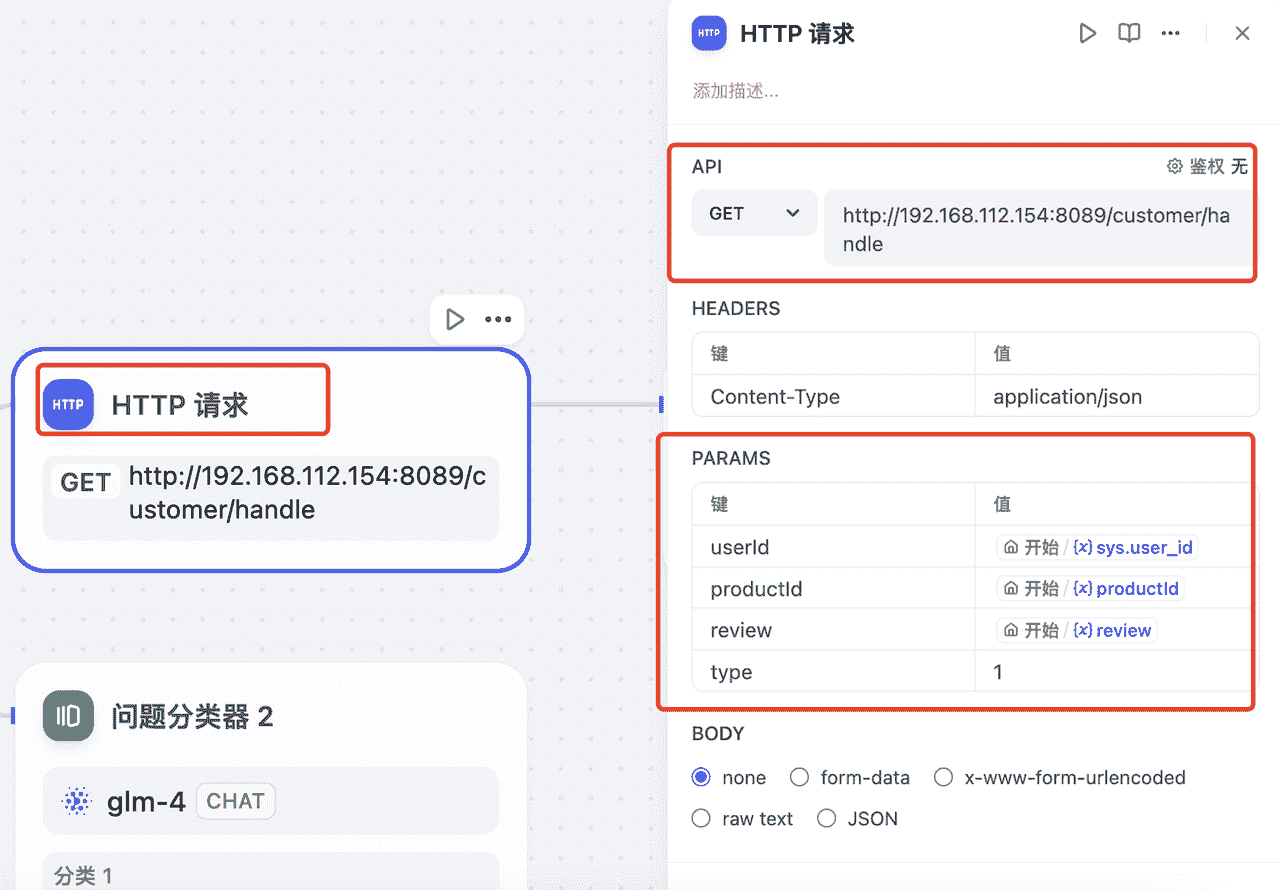 HTTP 请求
GET
http://192.168.112.154:8089/c
ustomer/handle
问题分类器 2
glm-4 CHAT
分类 1
HTTP HTTP 请求
添加描述...
API 鉴权 无
GET
http://192.168.112.154:8089/customer/ha
ndle
HEADERS
键 值
Content-Type application/json
PARAMS
键 值
userId 开始 / {x} sys.user_id
productId 开始 / {x} productId
review 开始 / {x} review
type 1
BODY
none form-data x-www-form-urlencoded
raw text JSON